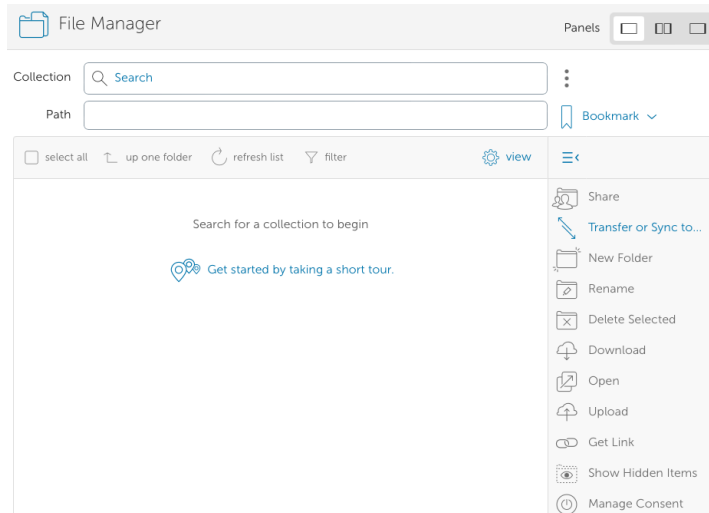 File Manager
Panels
Collection
Search
Path
Bookmark
select all up one folder refresh list filter view
Share
Search for a collection to begin
Transfer or Sync to...
New Folder
Get started by taking a short tour.
Rename
Delete Selected
Download
Open
Upload
Get Link
Show Hidden Items
Manage Consent